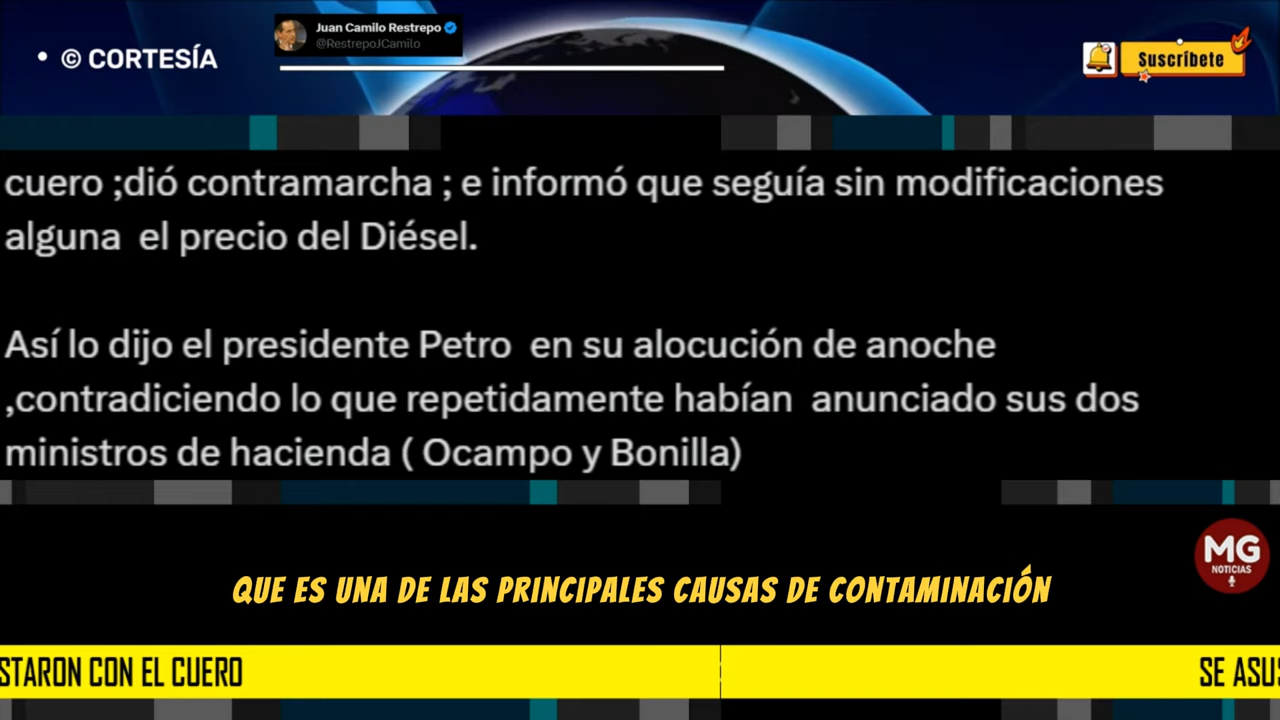 • © CORTESÍA
Juan Camilo Restrepo
@RestrepoJCamilo
Suscríbete
cuero ;dió contramarcha ; e informó que seguía sin modificaciones
alguna el precio del Diésel.
Así lo dijo el presidente Petro en su alocución de anoche
,contradiciendo lo que repetidamente habían anunciado sus dos
ministros de hacienda ( Ocampo y Bonilla)
MG
NOTICIAS
QUE ES UNA DE LAS PRINCIPALES CAUSAS DE CONTAMINACIÓN
STARON CON EL CUERO
SE ASUS